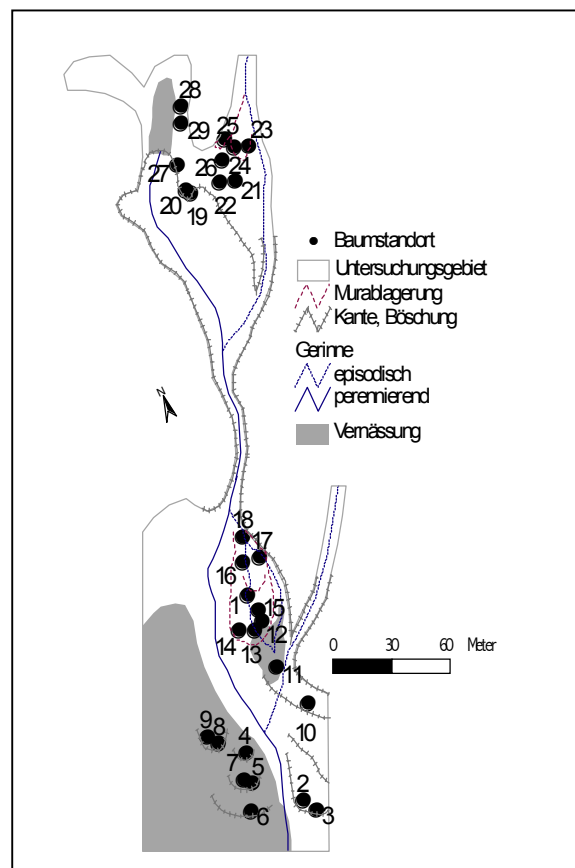 28
25
23
29
26
24
27
20
19
22
21
Baumstandort
Untersuchungsgebiet
Murablagerung
Kante, Böschung
Gerinne
episodisch
perennierend
Vernässung
N
18
17
16
1
15
14
13
12
0 30 60 Meter
11
10
9
8
4
7
5
6
2
3